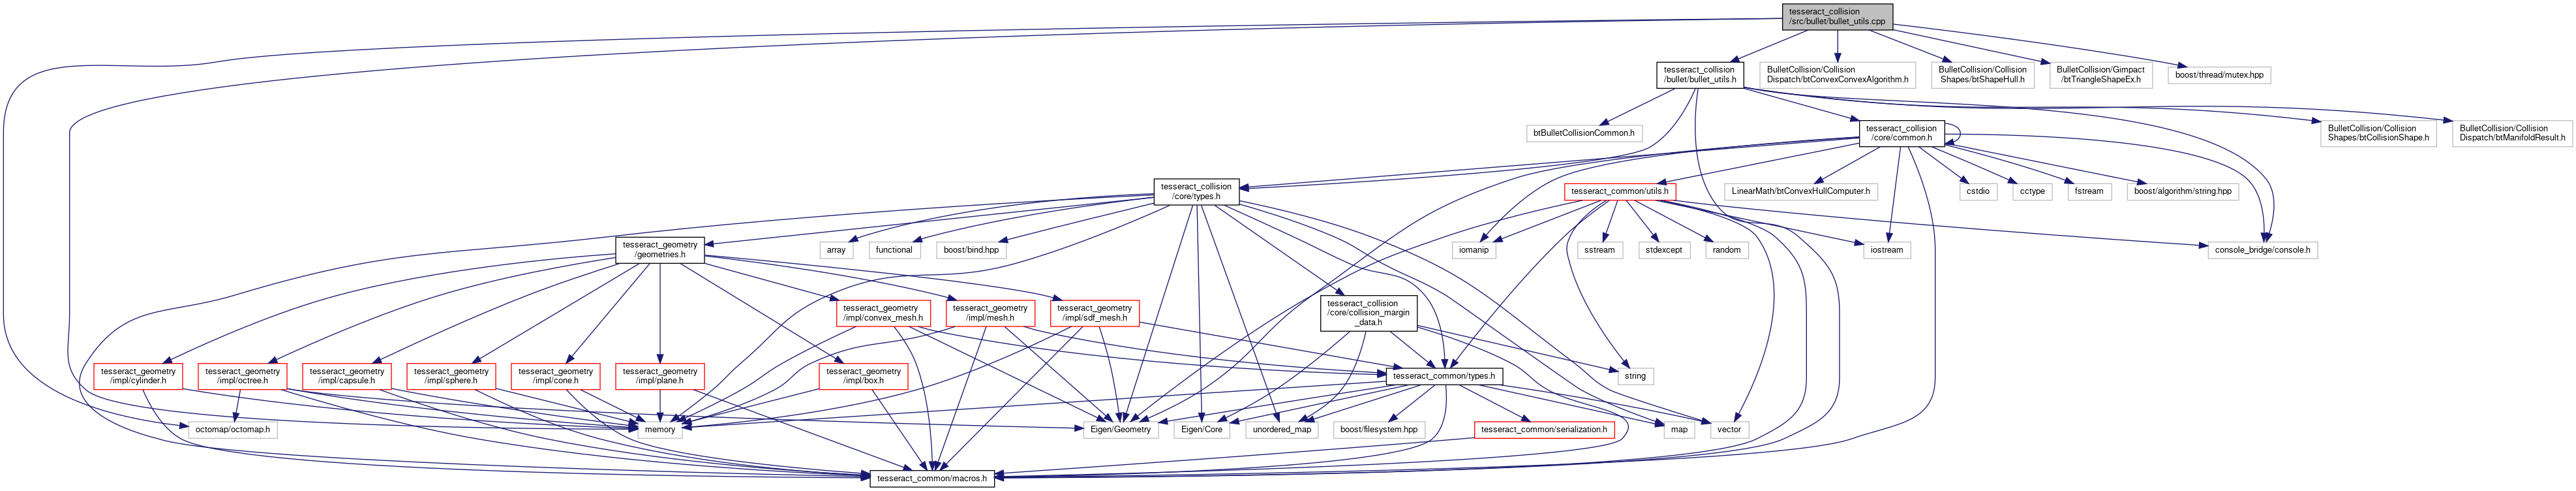 tesseract_collision
/src/bullet/bullet_utils.cpp
tesseract_collision
/bullet/bullet_utils.h
BulletCollision/Collision
Dispatch/btConvexConvexAlgorithm.h
BulletCollision/Collision
Shapes/btShapeHull.h
BulletCollision/Gimpact
/btTriangleShapeEx.h
boost/thread/mutex.hpp
btBulletCollisionCommon.h
tesseract_collision
/core/common.h
BulletCollision/Collision
Shapes/btCollisionShape.h
BulletCollision/Collision
Dispatch/btManifoldResult.h
tesseract_collision
/core/types.h
tesseract_common/utils.h
LinearMath/btConvexHullComputer.h
cstdio
cctype
fstream
boost/algorithm/string.hpp
tesseract_geometry
/geometries.h
array
functional
boost/bind.hpp
iomanip
sstream
stdexcept
random
iostream
console_bridge/console.h
tesseract_geometry
/impl/convex_mesh.h
tesseract_geometry
/impl/mesh.h
tesseract_geometry
/impl/sdf_mesh.h
tesseract_collision
/core/collision_margin
_data.h
tesseract_geometry
/impl/cylinder.h
tesseract_geometry
/impl/octree.h
tesseract_geometry
/impl/capsule.h
tesseract_geometry
/impl/sphere.h
tesseract_geometry
/impl/cone.h
tesseract_geometry
/impl/plane.h
tesseract_geometry
/impl/box.h
tesseract_common/types.h
string
octomap/octomap.h
memory
Eigen/Geometry
Eigen/Core
unordered_map
boost/filesystem.hpp
tesseract_common/serialization.h
map
vector
tesseract_common/macros.h